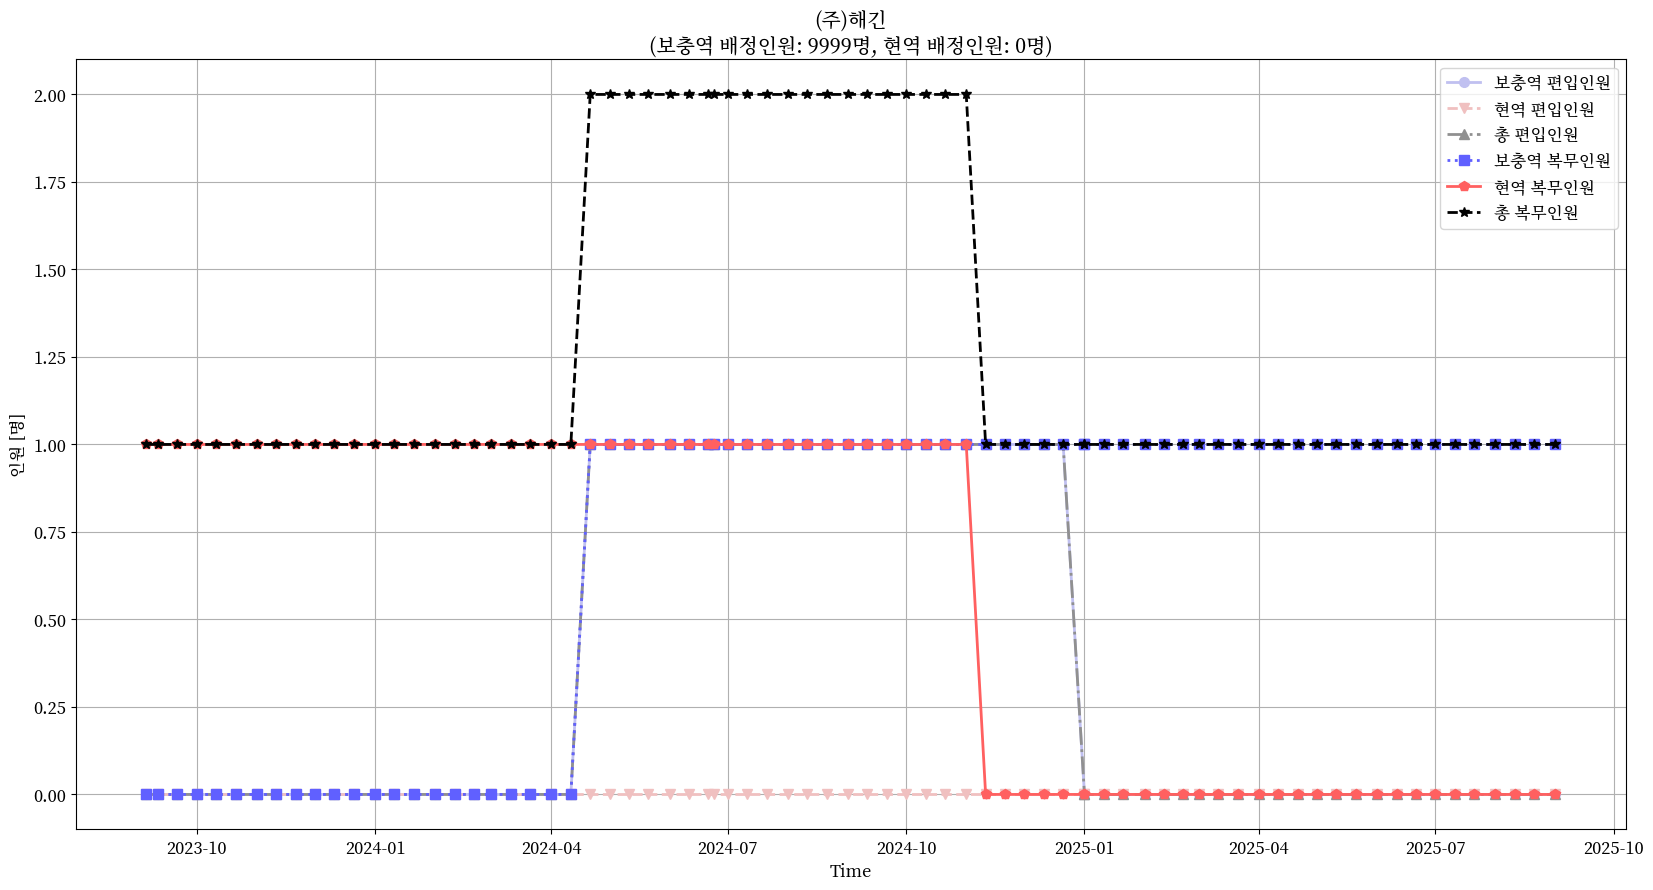 (주)해긴
(보충역 배정인원: 9999명, 현역 배정인원: 0명)
보충역 편입인원
현역 편입인원
총 편입인원
보충역 복무인원
현역 복무인원
총 복무인원
인원 [명]
2.00
1.75
1.50
1.25
1.00
0.75
0.50
0.25
0.00
2023-10
2024-01
2024-04
2024-07
2024-10
2025-01
2025-04
2025-07
2025-10
Time